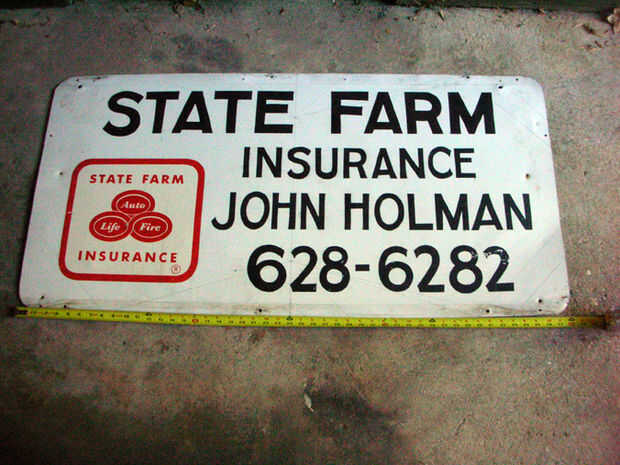 STATE FARM
INSURANCE
JOHN HOLMAN
628-6282
STATE FARM
Auto
Life Fire
INSURANCE
®